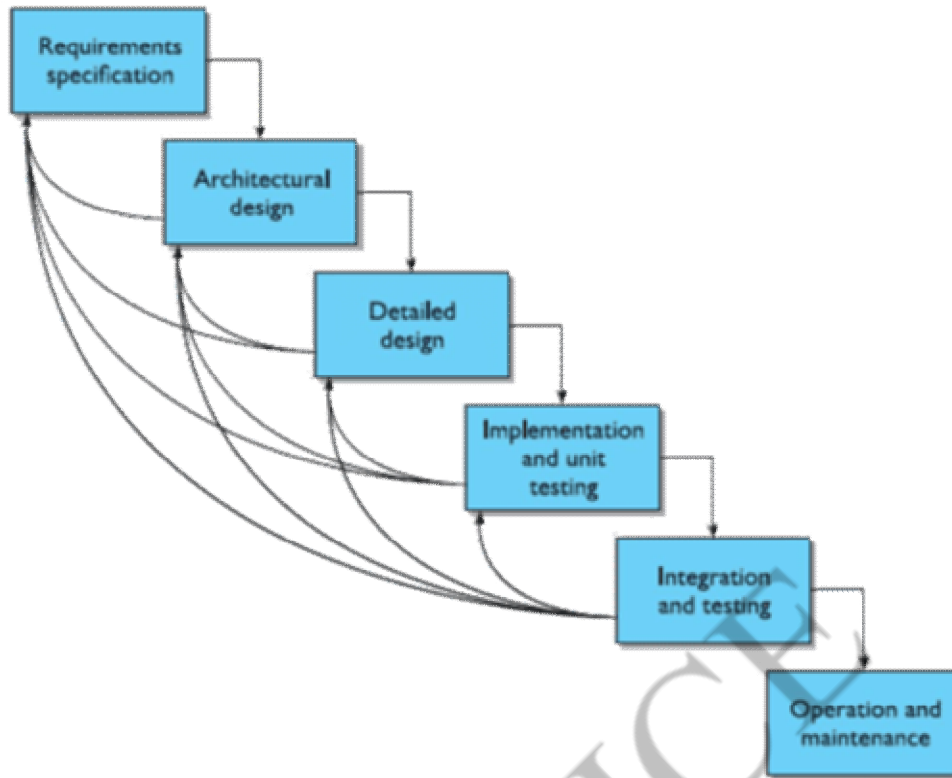 Requirements
specification
Architectural
design
Detailed
design
Implementation
and unit
testing
Integration
and testing
Operation and
maintenance